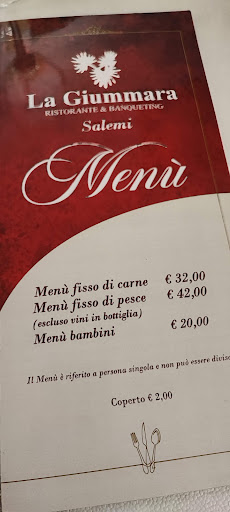 La Giummara
RISTORANTE & BANQUETING
Salemi
Menù
Menù fisso di carne € 32,00
Menù fisso di pesce € 42,00
(escluso vini in bottiglia)
Menù bambini € 20,00
Il Menù è riferito a persona singola e non può essere divis
Coperto € 2,00